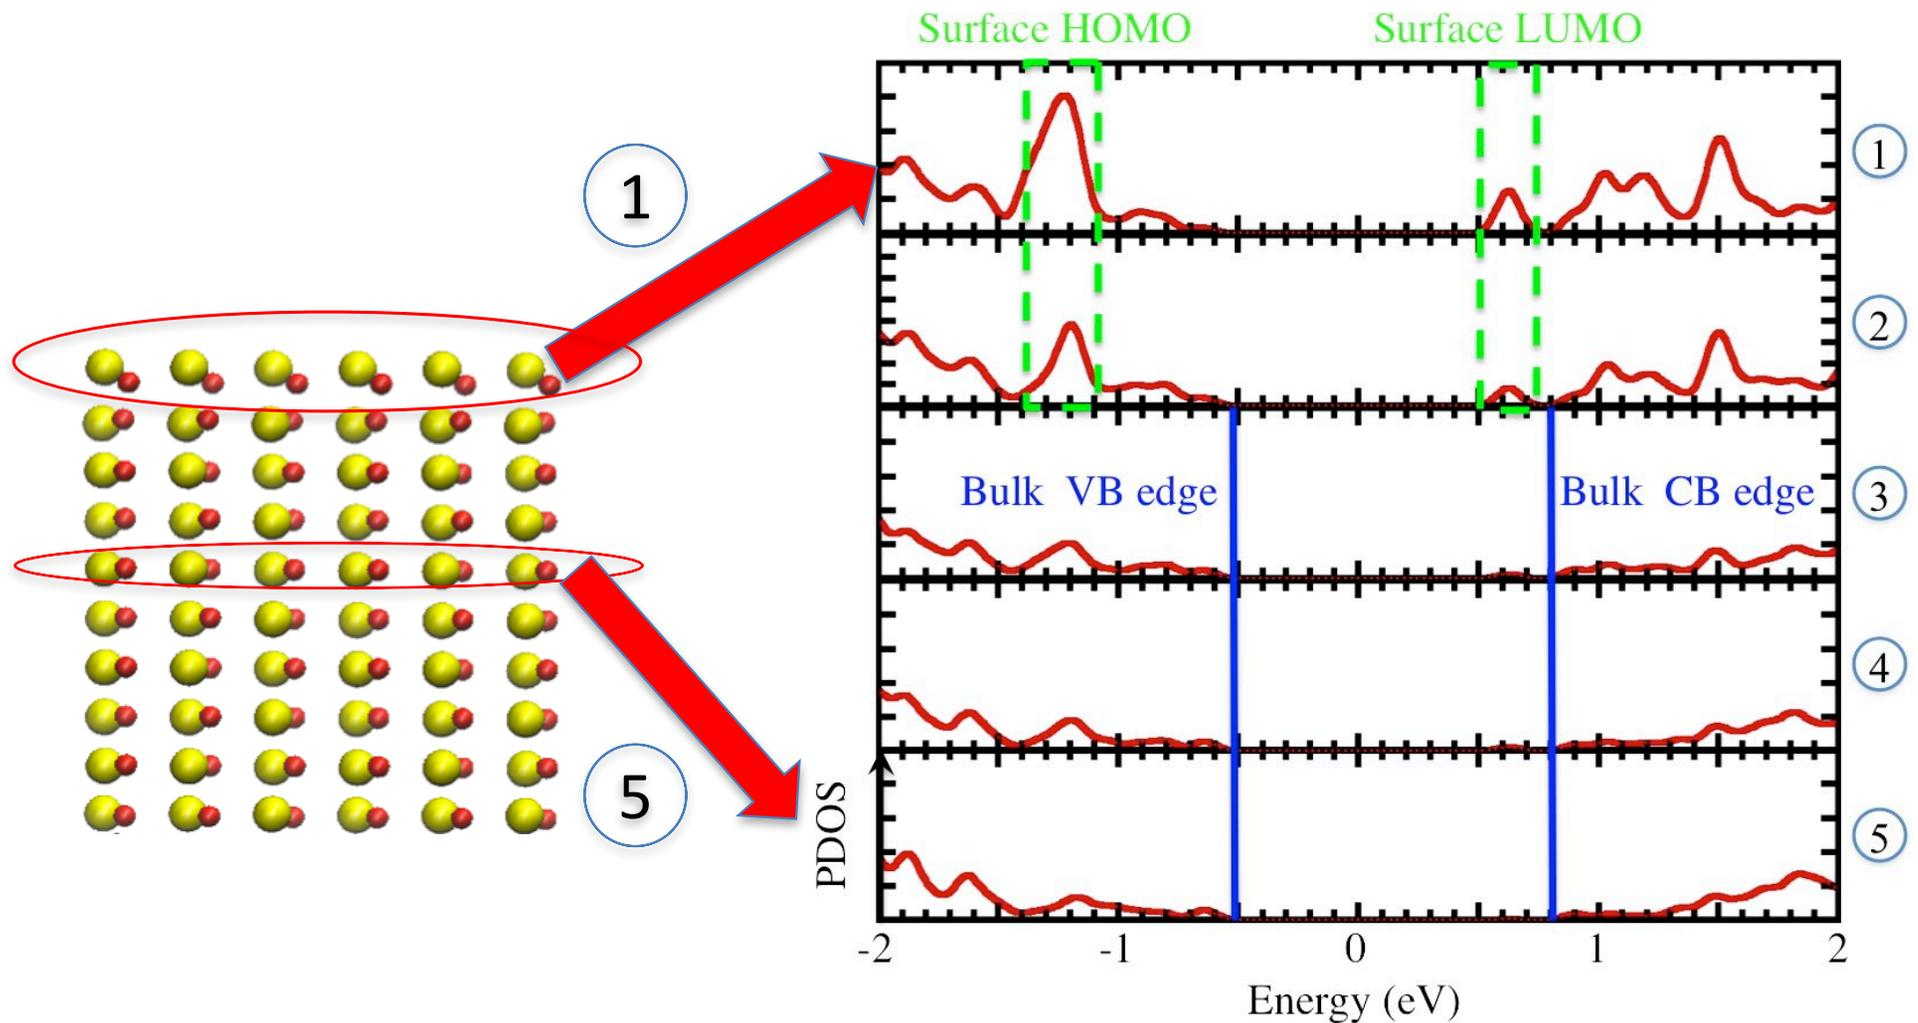 Surface HOMO
Surface LUMO
1
1
2
Bulk VB edge
Bulk CB edge
3
4
5
PDOS
5
-2
-1
0
1
2
Energy (eV)